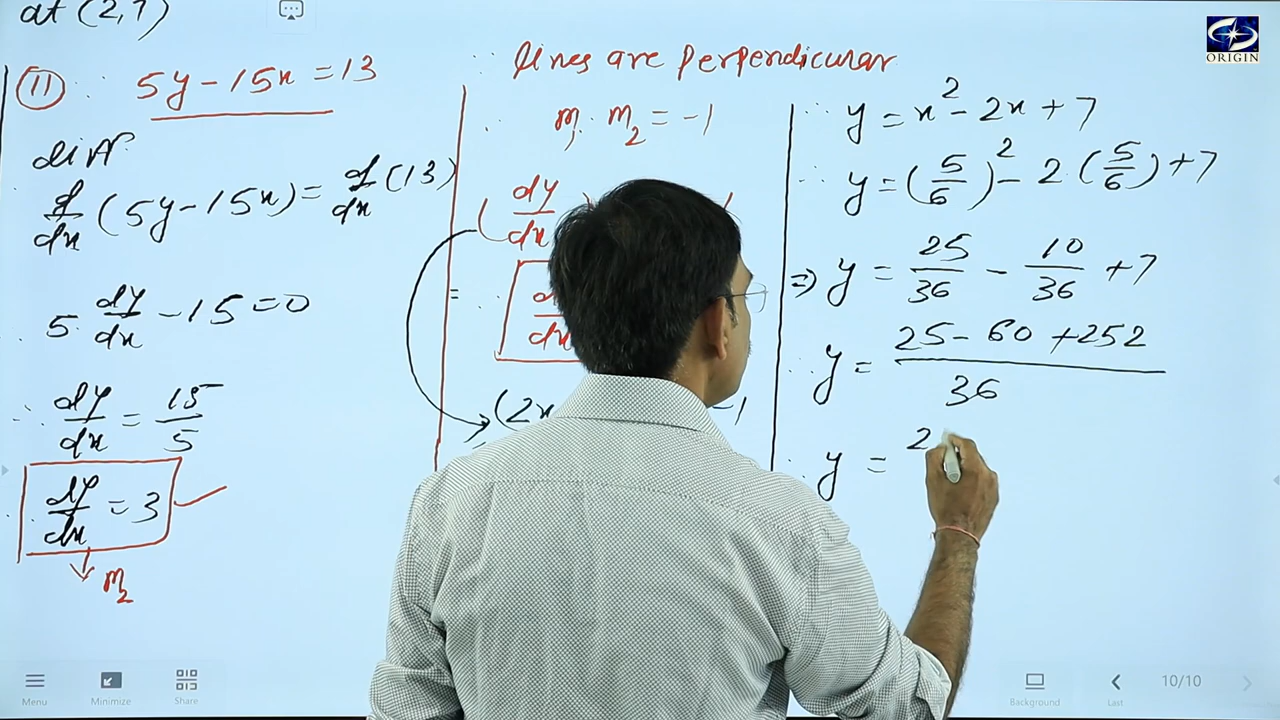 at (2,7)
ORIGIN
(11) ∴ 5y - 15x = 13
diff
d/dx (5y - 15x) = d/dx (13)
5. dy/dx - 15 = 0
∴ dy/dx = 15/5
∴ dy/dx = 3
m₂
∵ lines are perpendicular
∴ m₁. m₂ = -1
(dy/dx
(2x
-1
∵ y = x² - 2x + 7
∴ y = (5/6)² - 2.(5/6) + 7
⇒ y = 25/36 - 10/36 + 7
∴ y = (25 - 60 + 252)/36
∴ y = 2
Menu
Minimize
Share
Background
Last
10/10